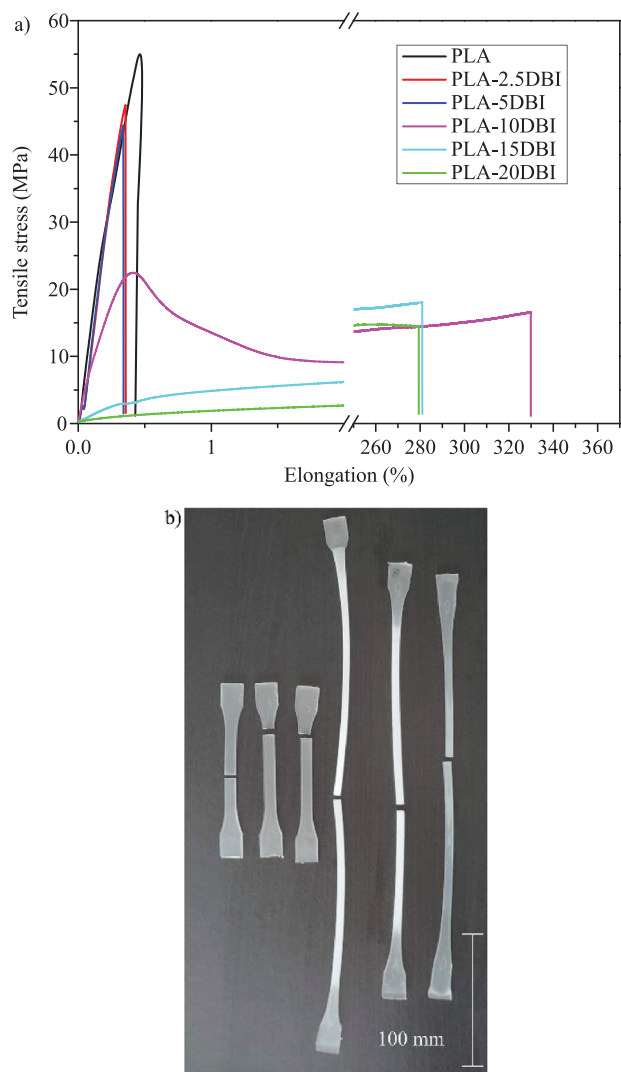 a)
60
50
40
30
20
10
0
Tensile stress (MPa)
PLA
PLA-2.5DBI
PLA-5DBI
PLA-10DBI
PLA-15DBI
PLA-20DBI
0.0 1 260 280 300 320 340 360
Elongation (%)
b)
100 mm